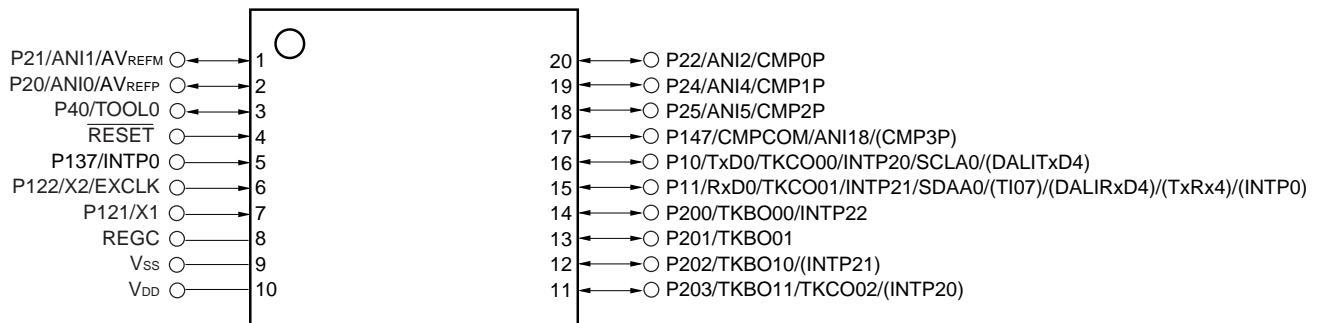 P21/ANI1/AVREFM 1 20 P22/ANI2/CMP0P
P20/ANI0/AVREFP 2 19 P24/ANI4/CMP1P
P40/TOOL0 3 18 P25/ANI5/CMP2P
RESET 4 17 P147/CMPCOM/ANI18/(CMP3P)
P137/INTP0 5 16 P10/TxD0/TKCO00/INTP20/SCLA0/(DALITxD4)
P122/X2/EXCLK 6 15 P11/RxD0/TKCO01/INTP21/SDAA0/(TI07)/(DALIRxD4)/(TxRx4)/(INTP0)
P121/X1 7 14 P200/TKBO00/INTP22
REGC 8 13 P201/TKBO01
VSS 9 12 P202/TKBO10/(INTP21)
VDD 10 11 P203/TKBO11/TKCO02/(INTP20)